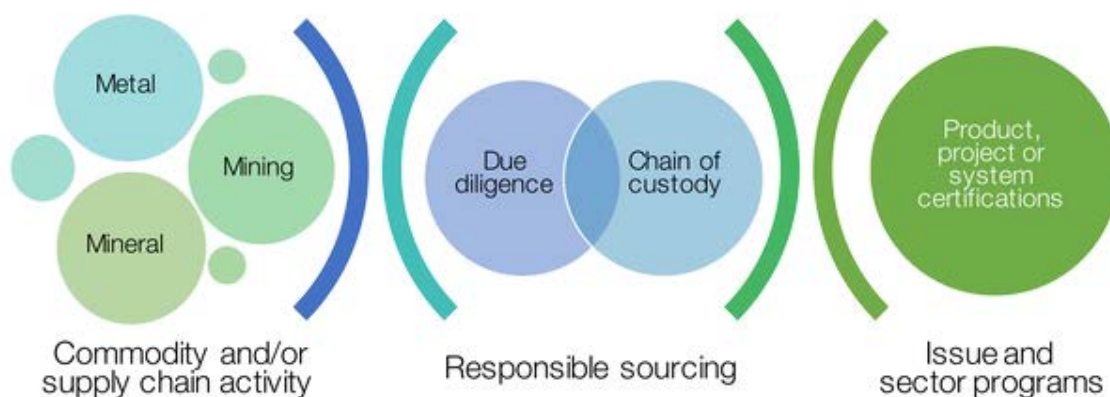 Metal
Mining
Mineral
Commodity and/or
supply chain activity
Due
diligence
Chain of
custody
Responsible sourcing
Product,
project or
system
certifications
Issue and
sector programs